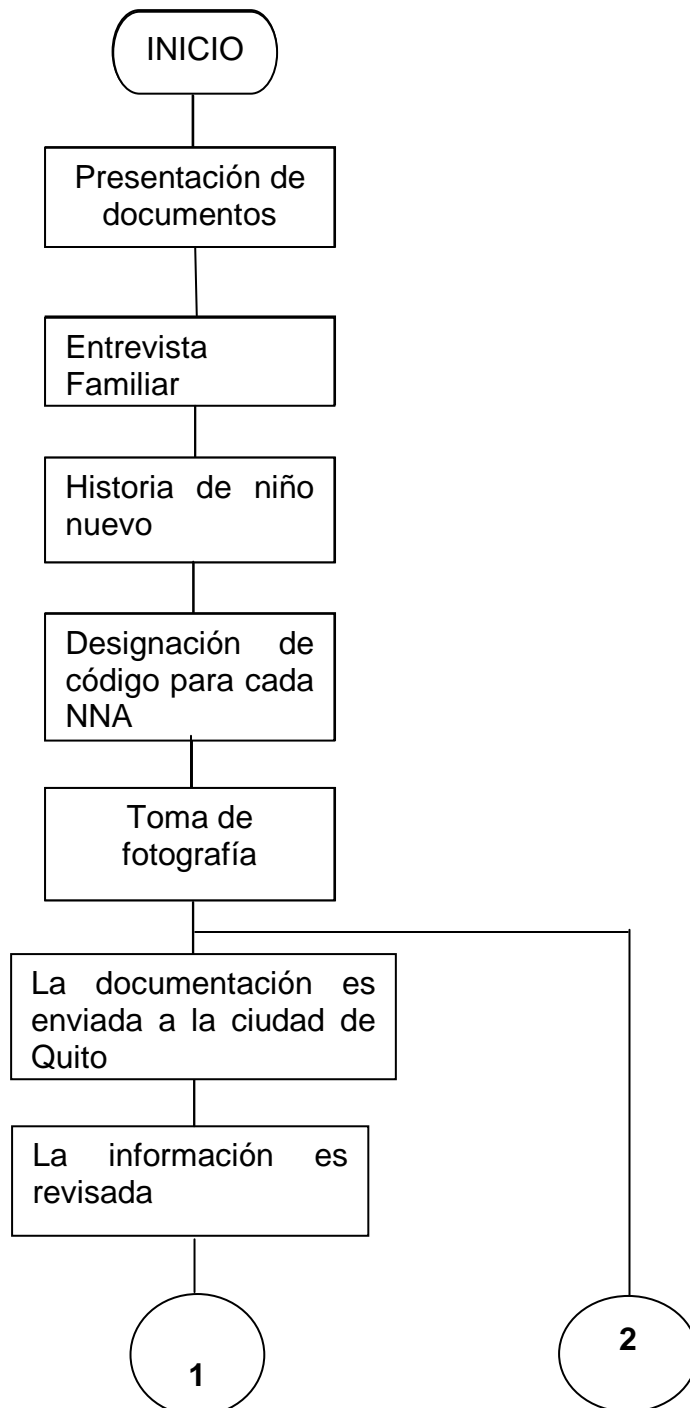 INICIO
Presentación de
documentos
Entrevista
Familiar
Historia de niño
nuevo
Designación de
código para cada
NNA
Toma de
fotografía
La documentación es
enviada a la ciudad de
Quito
La información es
revisada
1
2